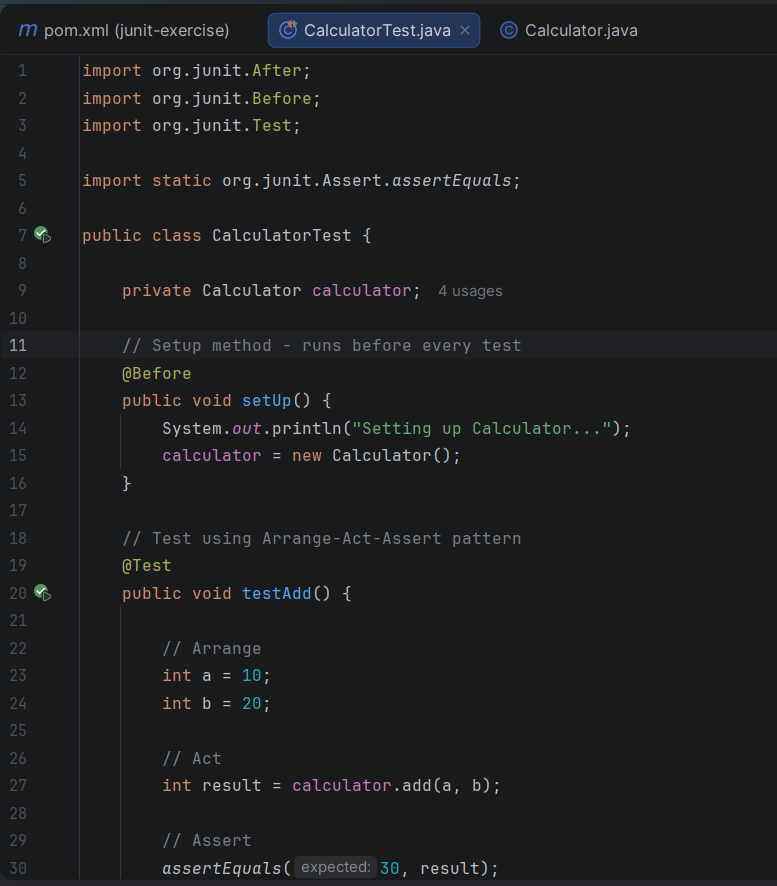 m pom.xml (junit-exercise) CalculatorTest.java × Calculator.java
1 import org.junit.After;
2 import org.junit.Before;
3 import org.junit.Test;
4
5 import static org.junit.Assert.assertEquals;
6
7 public class CalculatorTest {
8
9 private Calculator calculator; 4 usages
10
11 // Setup method - runs before every test
12 @Before
13 public void setUp() {
14 System.out.println("Setting up Calculator...");
15 calculator = new Calculator();
16 }
17
18 // Test using Arrange-Act-Assert pattern
19 @Test
20 public void testAdd() {
21
22 // Arrange
23 int a = 10;
24 int b = 20;
25
26 // Act
27 int result = calculator.add(a, b);
28
29 // Assert
30 assertEquals( expected: 30, result);